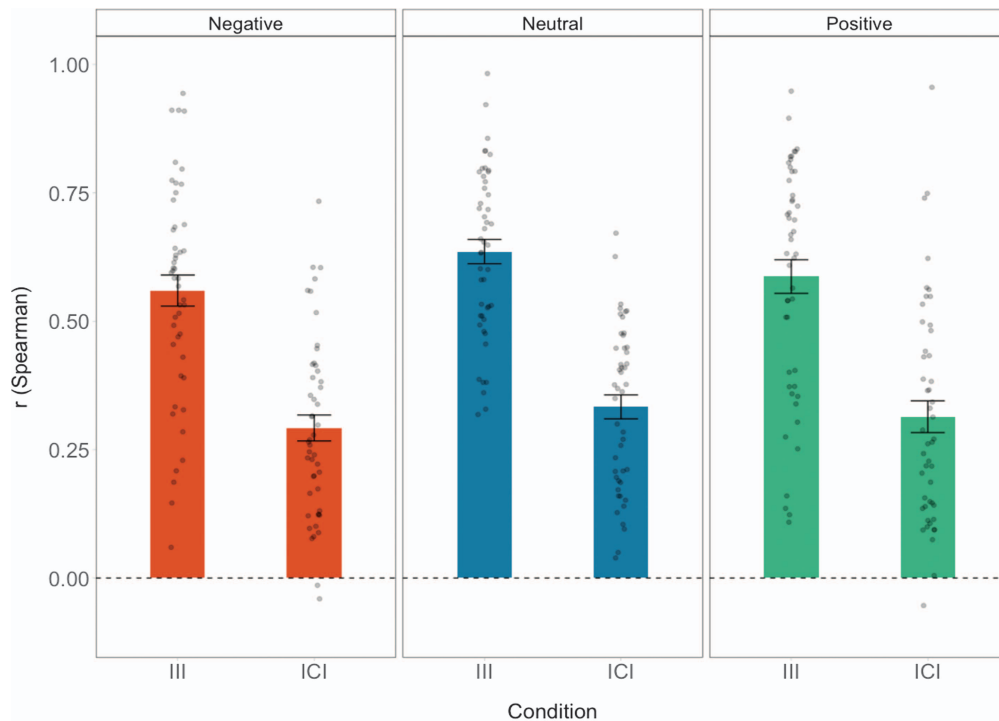 Negative Neutral Positive
1.00
0.75
0.50
0.25
0.00
r (Spearman)
III ICI III ICI III ICI
Condition